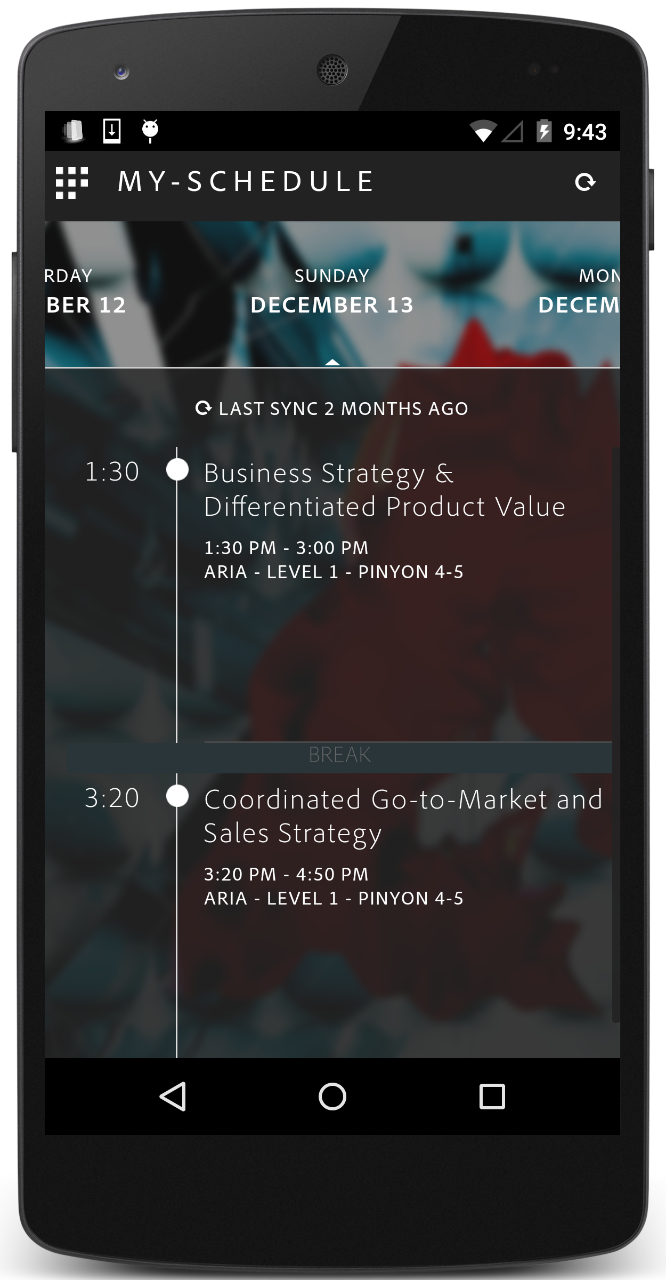 9:43
MY-SCHEDULE
RDAY
SUNDAY
MON
BER 12
DECEMBER 13
DECEM
LAST SYNC 2 MONTHS AGO
1:30
Business Strategy &
Differentiated Product Value
1:30 PM - 3:00 PM
ARIA - LEVEL 1 - PINYON 4-5
BREAK
3:20
Coordinated Go-to-Market and
Sales Strategy
3:20 PM - 4:50 PM
ARIA - LEVEL 1 - PINYON 4-5